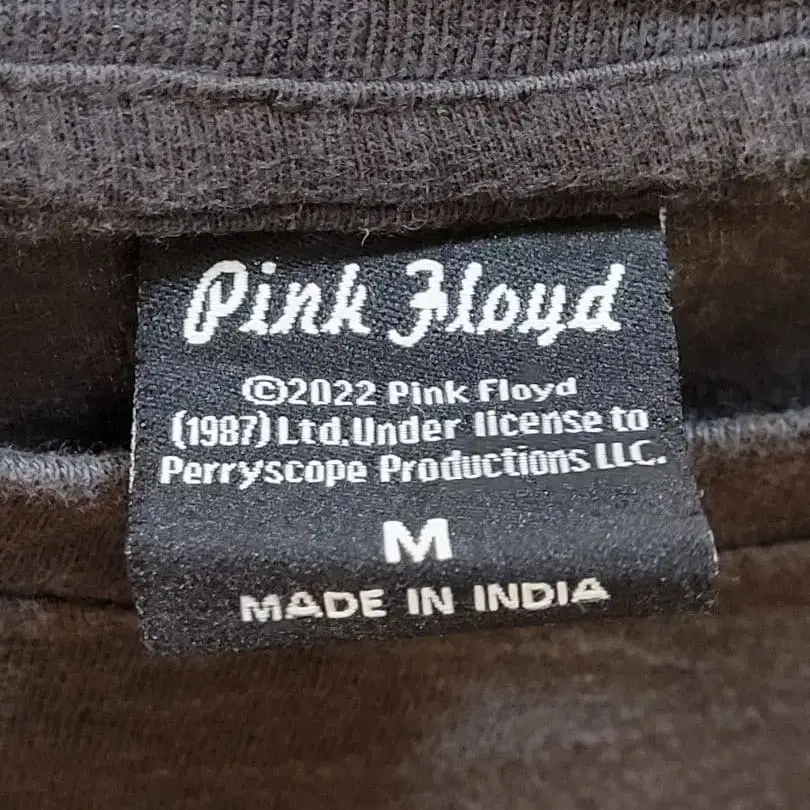 Pink Floyd
©2022 Pink Floyd
(1987) Ltd.Under license to
Perryscope Productions LLC.
M
MADE IN INDIA